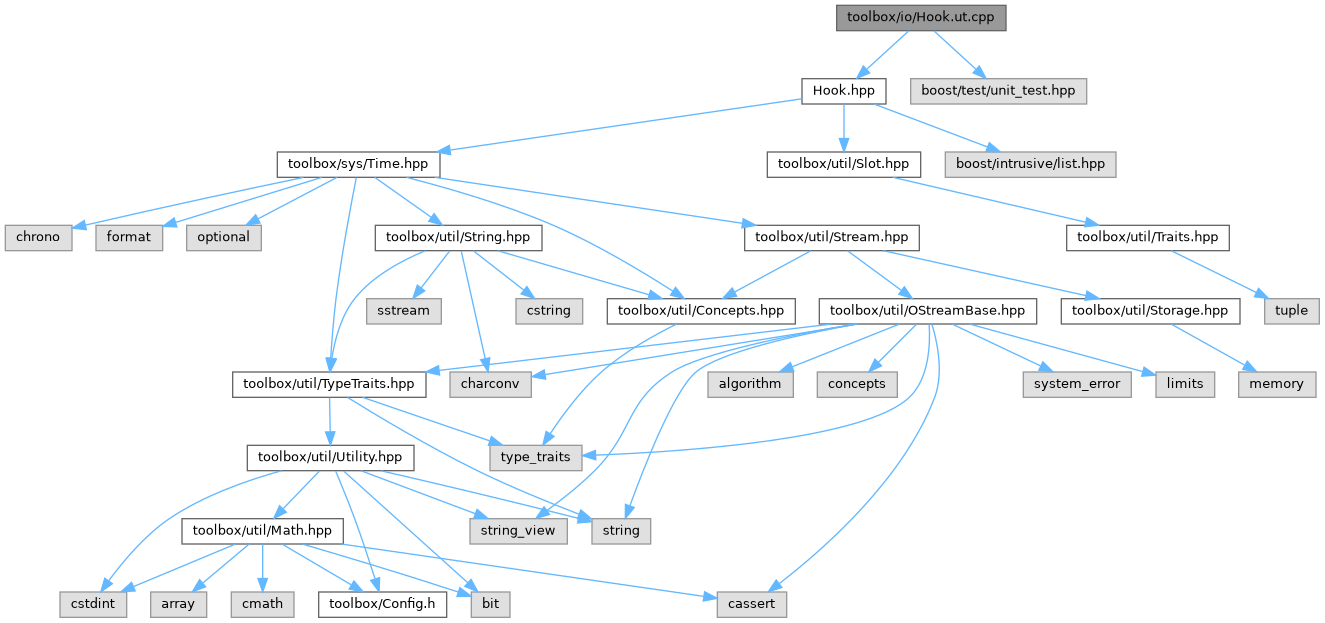 toolbox/io/Hook.ut.cpp
Hook.hpp
boost/test/unit_test.hpp
toolbox/sys/Time.hpp
toolbox/util/Slot.hpp
boost/intrusive/list.hpp
chrono
format
optional
toolbox/util/String.hpp
toolbox/util/Stream.hpp
toolbox/util/Traits.hpp
sstream
cstring
toolbox/util/Concepts.hpp
toolbox/util/OStreamBase.hpp
toolbox/util/Storage.hpp
tuple
toolbox/util/TypeTraits.hpp
charconv
algorithm
concepts
system_error
limits
memory
toolbox/util/Utility.hpp
type_traits
toolbox/util/Math.hpp
string_view
string
cstdint
array
cmath
toolbox/Config.h
bit
cassert